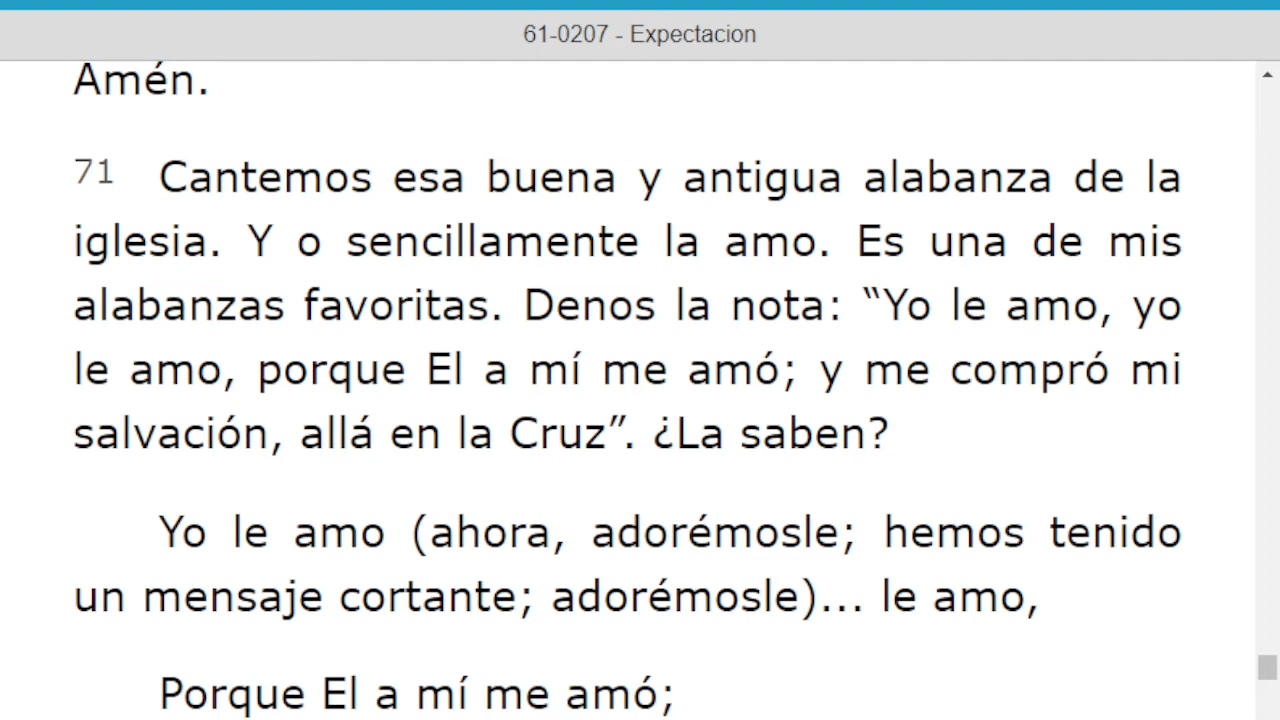 61-0207 - Expectacion
Amén.
71 Cantemos esa buena y antigua alabanza de la
iglesia. Y o sencillamente la amo. Es una de mis
alabanzas favoritas. Denos la nota: “Yo le amo, yo
le amo, porque El a mí me amó; y me compró mi
salvación, allá en la Cruz”. ¿La saben?
Yo le amo (ahora, adorémosle; hemos tenido
un mensaje cortante; adorémosle)... le amo,
Porque El a mí me amó;